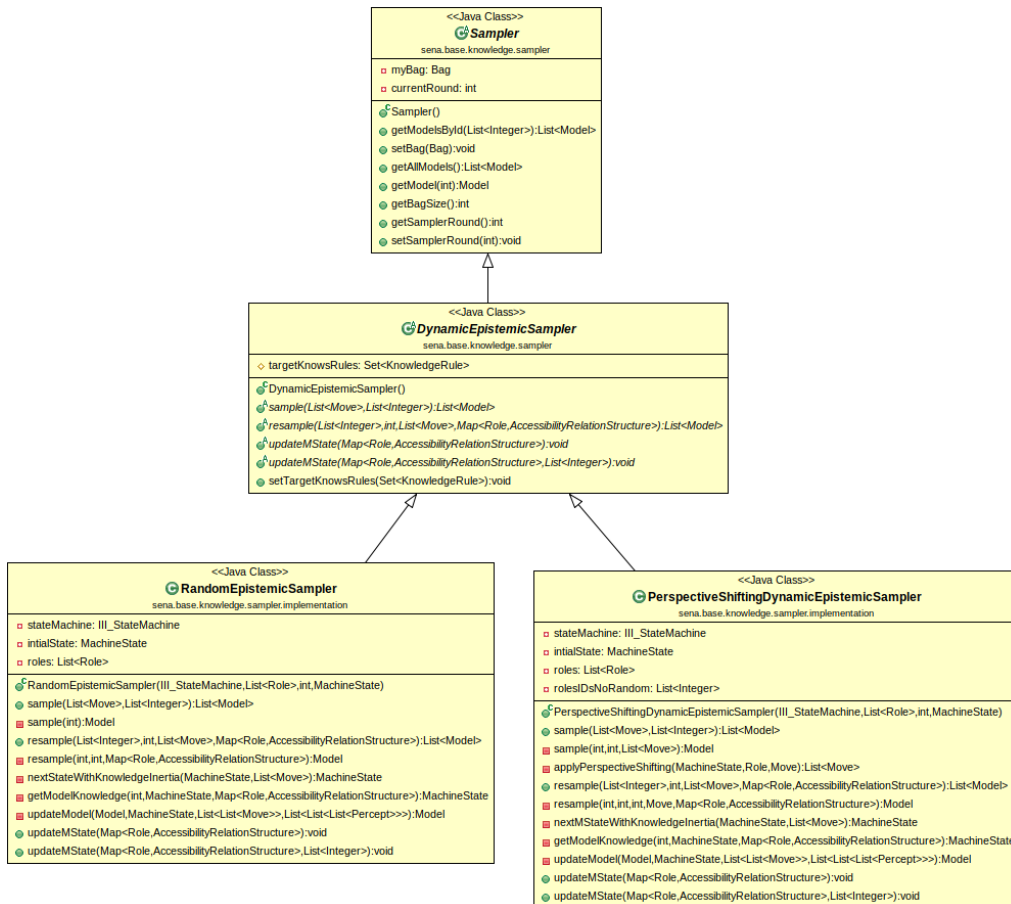 <<Java Class>>
Sampler
sena.base.knowledge.sampler
myBag: Bag
currentRound: int
Sampler()
getModelsById(List<Integer>):List<Model>
setBag(Bag):void
getAllModels():List<Model>
getModel(int):Model
getBagSize():int
getSamplerRound():int
setSamplerRound(int):void
<<Java Class>>
DynamicEpistemicSampler
sena.base.knowledge.sampler
targetKnowsRules: Set<KnowledgeRule>
DynamicEpistemicSampler()
sample(List<Move>,List<Integer>):List<Model>
resample(List<Integer>,int,List<Move>,Map<Role,AccessibilityRelationStructure>):List<Model>
updateMState(Map<Role,AccessibilityRelationStructure>):void
updateMState(Map<Role,AccessibilityRelationStructure>,List<Integer>):void
setTargetKnowsRules(Set<KnowledgeRule>):void
<<Java Class>>
RandomEpistemicSampler
sena.base.knowledge.sampler.implementation
stateMachine: III_StateMachine
intialState: MachineState
roles: List<Role>
RandomEpistemicSampler(III_StateMachine,List<Role>,int,MachineState)
sample(List<Move>,List<Integer>):List<Model>
sample(int):Model
resample(List<Integer>,int,List<Move>,Map<Role,AccessibilityRelationStructure>):List<Model>
resample(int,int,Map<Role,AccessibilityRelationStructure>):Model
nextStateWithKnowledgeInertia(MachineState,List<Move>):MachineState
getModelKnowledge(int,MachineState,Map<Role,AccessibilityRelationStructure>):MachineState
updateModel(Model,MachineState,List<List<Move>>,List<List<List<Percept>>>):Model
updateMState(Map<Role,AccessibilityRelationStructure>):void
updateMState(Map<Role,AccessibilityRelationStructure>,List<Integer>):void
<<Java Class>>
PerspectiveShiftingDynamicEpistemicSampler
sena.base.knowledge.sampler.implementation
stateMachine: III_StateMachine
intialState: MachineState
roles: List<Role>
rolesIDsNoRandom: List<Integer>
PerspectiveShiftingDynamicEpistemicSampler(III_StateMachine,List<Role>,int,MachineState)
sample(List<Move>,List<Integer>):List<Model>
sample(int,int,List<Move>):Model
applyPerspectiveShifting(MachineState,Role,Move):List<Move>
resample(List<Integer>,int,List<Move>,Map<Role,AccessibilityRelationStructure>):List<Model>
resample(int,int,int,Move,Map<Role,AccessibilityRelationStructure>):Model
nextMStateWithKnowledgeInertia(MachineState,List<Move>):MachineState
getModelKnowledge(int,MachineState,Map<Role,AccessibilityRelationStructure>):MachineState
updateModel(Model,MachineState,List<List<Move>>,List<List<List<Percept>>>):Model
updateMState(Map<Role,AccessibilityRelationStructure>):void
updateMState(Map<Role,AccessibilityRelationStructure>,List<Integer>):void